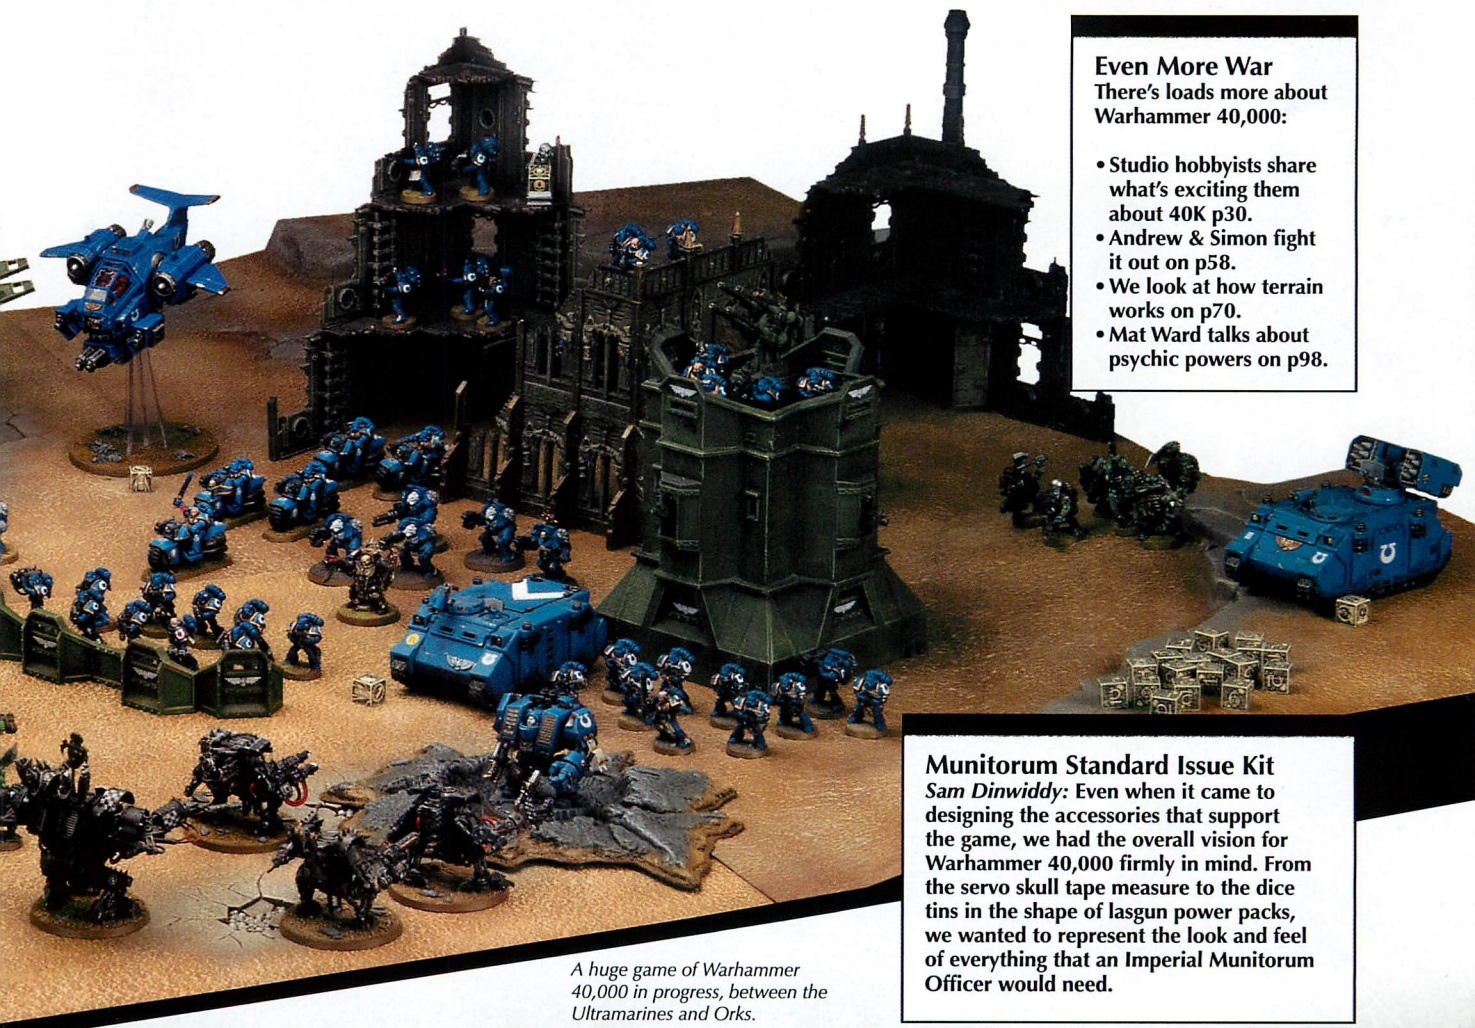 Even More War
There's loads more about
Warhammer 40,000:
• Studio hobbyists share
what's exciting them
about 40K p30.
• Andrew & Simon fight
it out on p58.
• We look at how terrain
works on p70.
• Mat Ward talks about
psychic powers on p98.
Munitorum Standard Issue Kit
Sam Dinwiddy: Even when it came to
designing the accessories that support
the game, we had the overall vision for
Warhammer 40,000 firmly in mind. From
the servo skull tape measure to the dice
tins in the shape of lasgun power packs,
we wanted to represent the look and feel
of everything that an Imperial Munitorum
Officer would need.
A huge game of Warhammer
40,000 in progress, between the
Ultramarines and Orks.